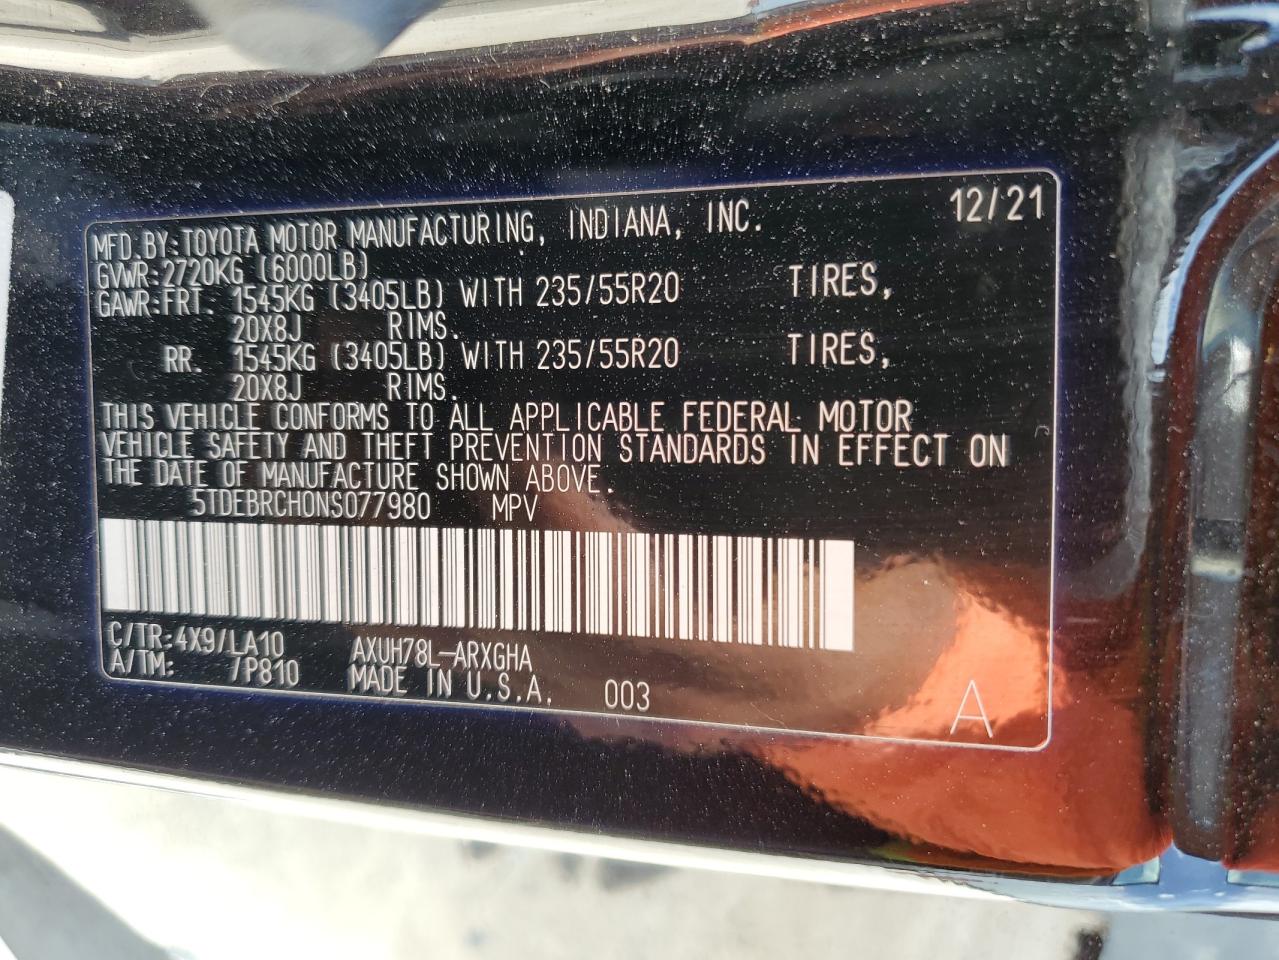 12/21
MFD.BY:TOYOTA MOTOR MANUFACTURING, INDIANA, INC.
GVWR:2720KG (6000LB)
GAWR:FRT. 1545KG (3405LB) WITH 235/55R20 TIRES,
20X8J RIMS.
RR. 1545KG (3405LB) WITH 235/55R20 TIRES,
20X8J RIMS.
THIS VEHICLE CONFORMS TO ALL APPLICABLE FEDERAL MOTOR
VEHICLE SAFETY AND THEFT PREVENTION STANDARDS IN EFFECT ON
THE DATE OF MANUFACTURE SHOWN ABOVE.
5TDEBRCH0NS077980 MPV
C/TR:4X9/LA10 AXUH78L-ARXGHA
A/TM: /P810 MADE IN U.S.A. 003
A